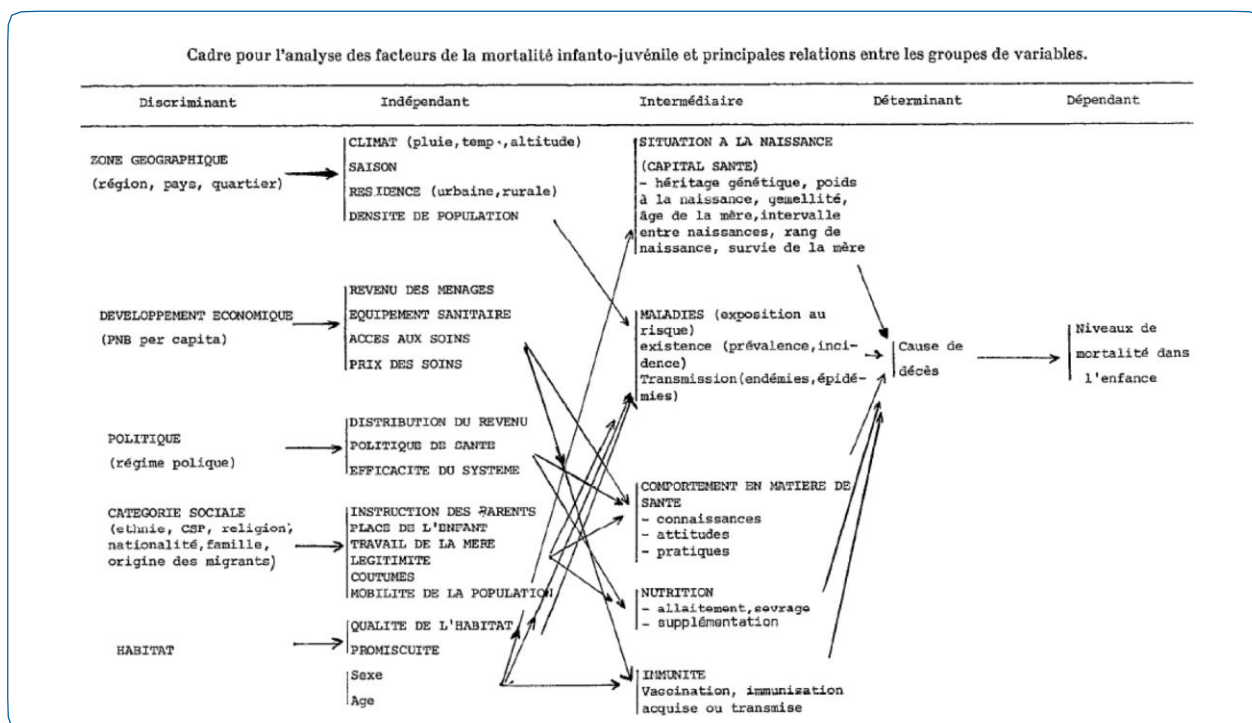 Cadre pour l'analyse des facteurs de la mortalité infanto-juvénile et principales relations entre les groupes de variables.
Discriminant
Indépendant
Intermédiaire
Déterminant
Dépendant
ZONE GEOGRAPHIQUE
(région, pays, quartier)
CLIMAT (pluie,temp.,altitude)
SAISON
RESIDENCE (urbaine,rurale)
DENSITE DE POPULATION
SITUATION A LA NAISSANCE
(CAPITAL SANTE)
- héritage génétique, poids
à la naissance, gemellité,
âge de la mère,intervalle
entre naissances, rang de
naissance, survie de la mère
DEVELOPPEMENT ECONOMIQUE
(PNB per capita)
REVENU DES MENAGES
EQUIPEMENT SANITAIRE
ACCES AUX SOINS
PRIX DES SOINS
MALADIES (exposition au
risque)
existence (prévalence,inci-
dence)
Transmission(endémies,épidé-
mies)
Cause de
décès
Niveaux de
mortalité dans
l'enfance
POLITIQUE
(régime polique)
DISTRIBUTION DU REVENU
POLITIQUE DE SANTE
EFFICACITE DU SYSTEME
CATEGORIE SOCIALE
(ethnie, CSP, religion,
nationalité,famille,
origine des migrants)
INSTRUCTION DES PARENTS
PLACE DE L'ENFANT
TRAVAIL DE LA MERE
LEGITIMITE
COUTUMES
MOBILITE DE LA POPULATION
COMPORTEMENT EN MATIERE DE
SANTE
- connaissances
- attitudes
- pratiques
NUTRITION
- allaitement,sevrage
- supplémentation
HABITAT
QUALITE DE L'HABITAT
PROMISCUITE
Sexe
Age
IMMUNITE
Vaccination, immunisation
acquise ou transmise